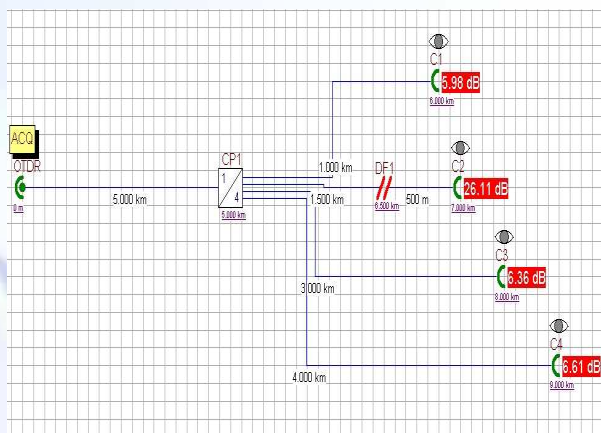 C1
5.98 dB
6.000 km
ACQ
OTDR
0 m
5.000 km
CP1
1
4
5.000 km
1.000 km
1.500 km
DF1
6.500 km
500 m
C2
26.11 dB
7.000 km
C3
6.36 dB
8.000 km
3.000 km
C4
6.61 dB
9.000 km
4.000 km